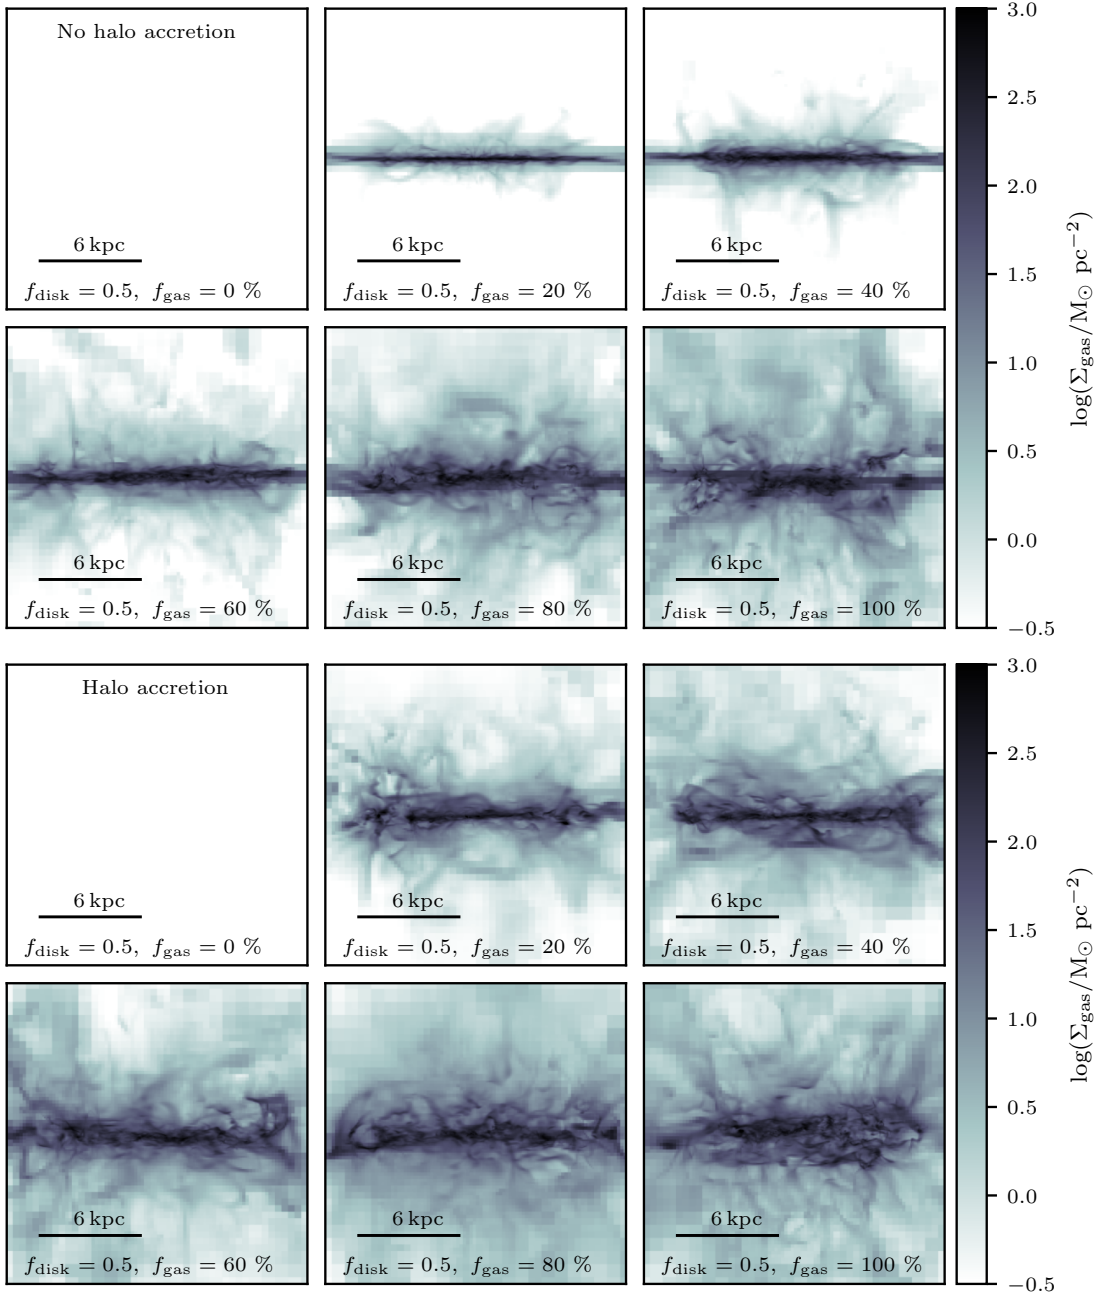 No halo accretion
6 kpc
f_disk = 0.5, f_gas = 0 %
6 kpc
f_disk = 0.5, f_gas = 20 %
6 kpc
f_disk = 0.5, f_gas = 40 %
6 kpc
f_disk = 0.5, f_gas = 60 %
6 kpc
f_disk = 0.5, f_gas = 80 %
6 kpc
f_disk = 0.5, f_gas = 100 %
3.0
2.5
2.0
1.5
1.0
0.5
0.0
−0.5
log(Σ_gas/M_⊙ pc^−2)
Halo accretion
6 kpc
f_disk = 0.5, f_gas = 0 %
6 kpc
f_disk = 0.5, f_gas = 20 %
6 kpc
f_disk = 0.5, f_gas = 40 %
6 kpc
f_disk = 0.5, f_gas = 60 %
6 kpc
f_disk = 0.5, f_gas = 80 %
6 kpc
f_disk = 0.5, f_gas = 100 %
3.0
2.5
2.0
1.5
1.0
0.5
0.0
−0.5
log(Σ_gas/M_⊙ pc^−2)